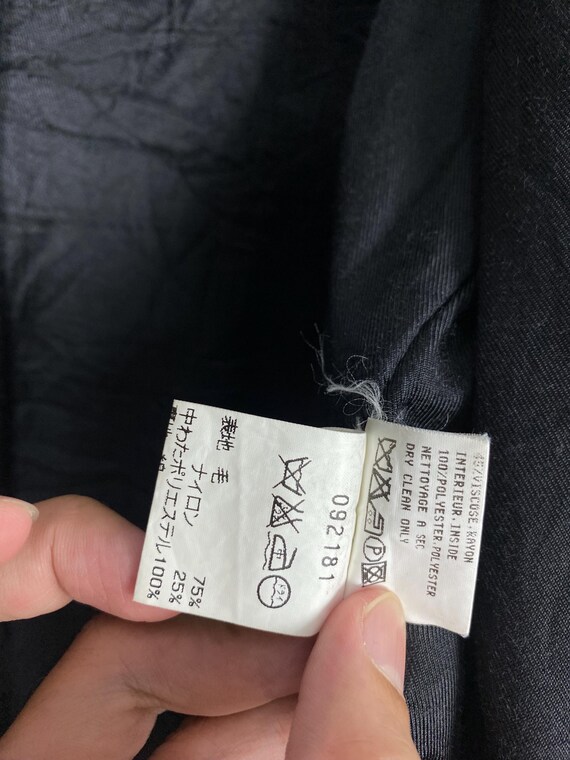 092181
表地 毛 75%
ナイロン 25%
中わたポリエステル100%
45%VISCOSE.RAYON
INTERIEUR.INSIDE
100%POLYESTER.POLYESTER
NETTOYAGE A SEC
DRY CLEAN ONLY